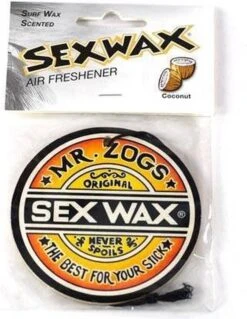 SURF WAX
SCENTED
SEXWAX
AIR FRESHENER
Coconut
MR. ZOGS
ORIGINAL
SEX WAX®
NEVER
SPOILS
THE BEST FOR YOUR STICK